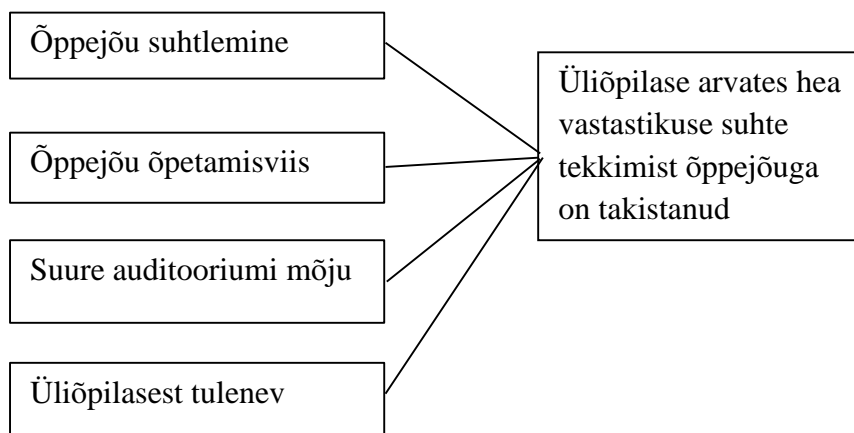 Õppejõu suhtlemine
Õppejõu õpetamisviis
Suure auditooriumi mõju
Üliõpilasest tulenev
Üliõpilase arvates hea
vastastikuse suhte
tekkimist õppejõuga
on takistanud